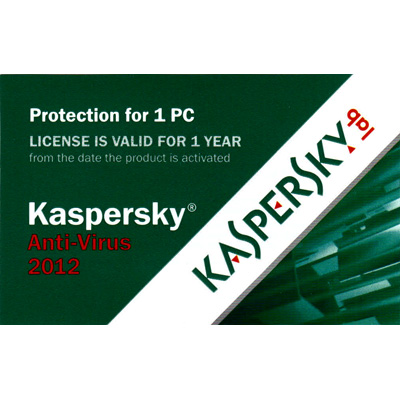 Protection for 1 PC
LICENSE IS VALID FOR 1 YEAR
from the date the product is activated
Kaspersky®
Anti-Virus
2012
KASPERSKY lab